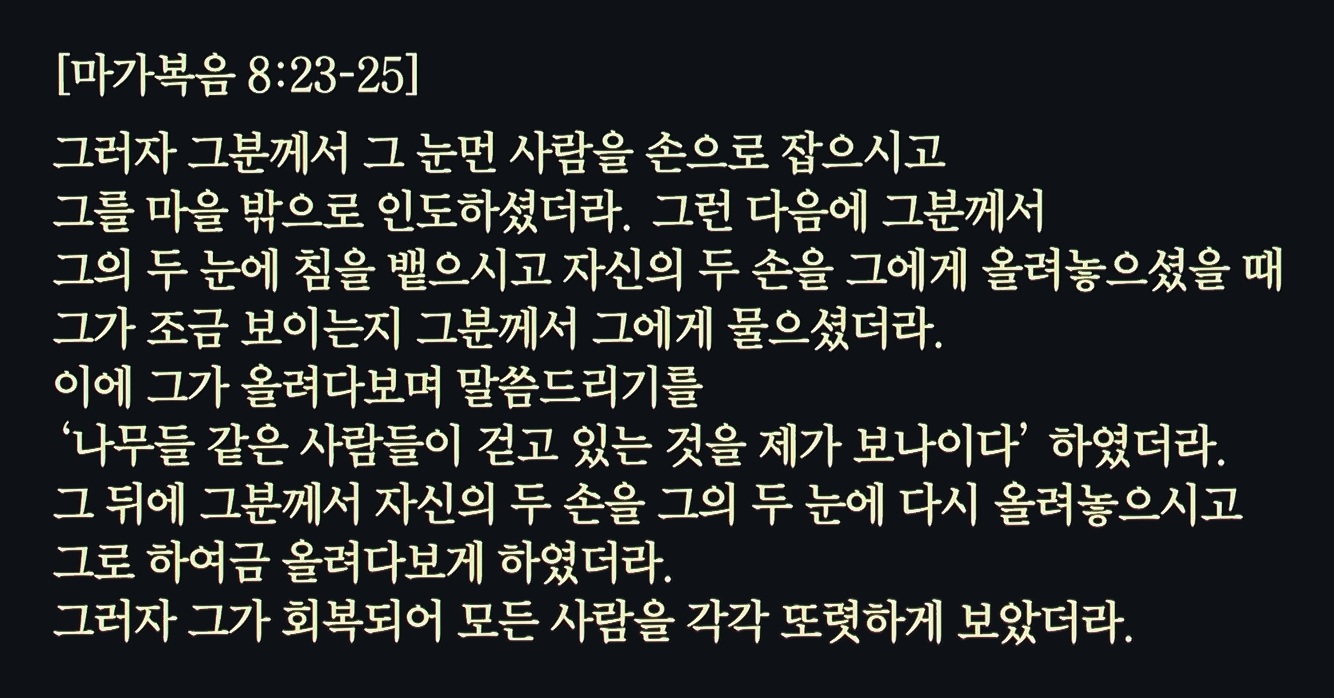 [마가복음 8:23-25]
그러자 그분께서 그 눈먼 사람을 손으로 잡으시고
그를 마을 밖으로 인도하셨더라. 그런 다음에 그분께서
그의 두 눈에 침을 뱉으시고 자신의 두 손을 그에게 올려놓으셨을 때
그가 조금 보이는지 그분께서 그에게 물으셨더라.
이에 그가 올려다보며 말씀드리기를
‘나무들 같은 사람들이 걷고 있는 것을 제가 보나이다’ 하였더라.
그 뒤에 그분께서 자신의 두 손을 그의 두 눈에 다시 올려놓으시고
그로 하여금 올려다보게 하였더라.
그러자 그가 회복되어 모든 사람을 각각 또렷하게 보았더라.